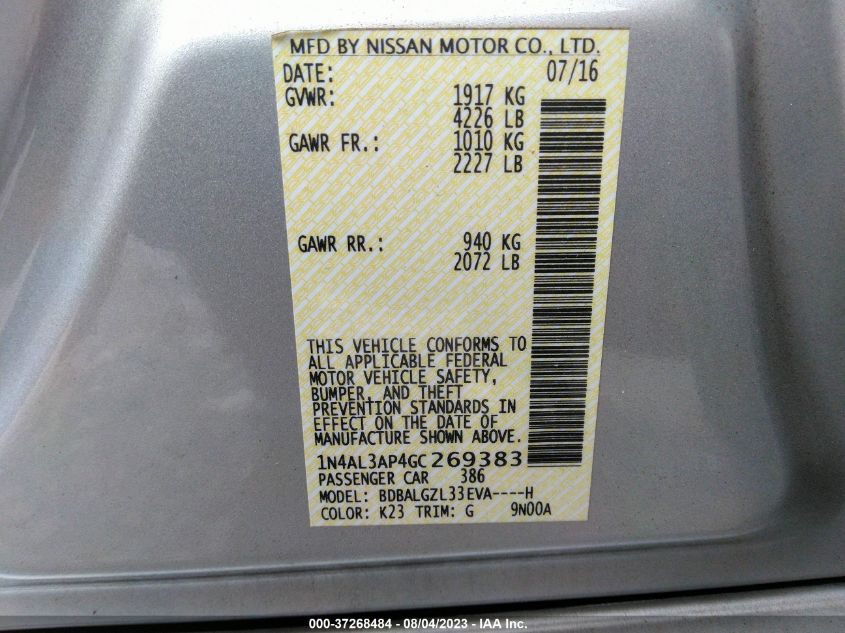 MFD BY NISSAN MOTOR CO., LTD.
DATE: 07/16
GVWR: 1917 KG
4226 LB
GAWR FR.: 1010 KG
2227 LB
GAWR RR.: 940 KG
2072 LB
THIS VEHICLE CONFORMS TO
ALL APPLICABLE FEDERAL
MOTOR VEHICLE SAFETY,
BUMPER, AND THEFT
PREVENTION STANDARDS IN
EFFECT ON THE DATE OF
MANUFACTURE SHOWN ABOVE.
1N4AL3AP4GC269383
PASSENGER CAR 386
MODEL: BDBALGZL33EVA----H
COLOR: K23 TRIM: G 9N00A
000-37268484 - 08/04/2023 - IAA Inc.